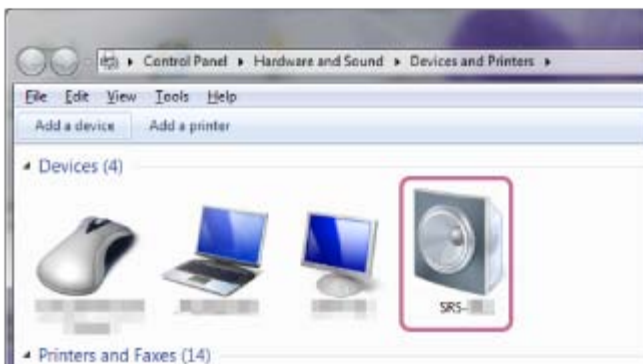 Control Panel ▸ Hardware and Sound ▸ Devices and Printers ▸
File Edit View Tools Help
Add a device Add a printer
Devices (4)
SRS-
Printers and Faxes (14)